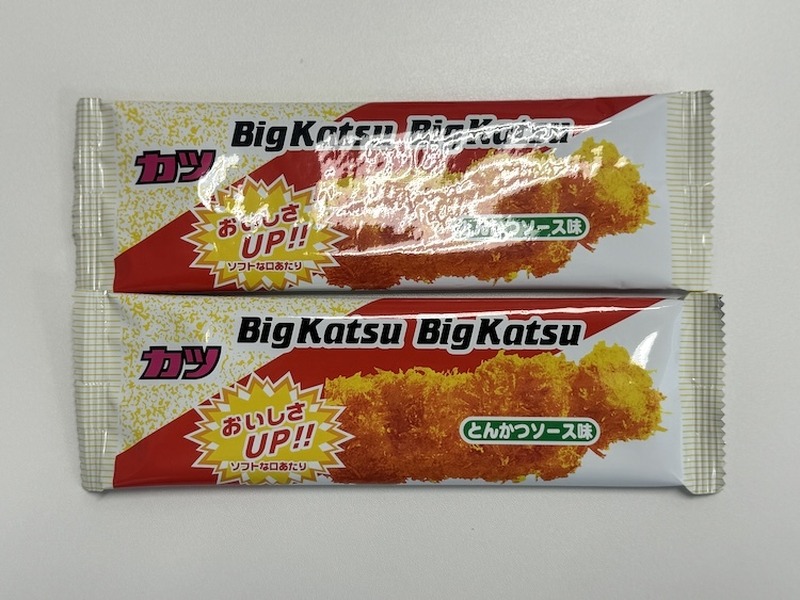 BigKatsu BigKatsu
カツ
おいしさ
UP!!
ソフトな口あたり
とんかつソース味
BigKatsu BigKatsu
カツ
おいしさ
UP!!
ソフトな口あたり
とんかつソース味